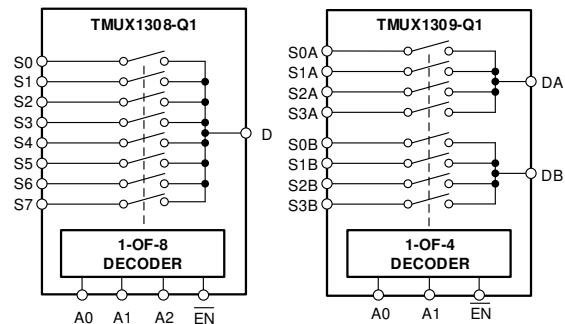 TMUX1308-Q1
S0
S1
S2
S3
S4
S5
S6
S7
D
1-OF-8
DECODER
A0 A1 A2 EN
TMUX1309-Q1
S0A
S1A
S2A
S3A
S0B
S1B
S2B
S3B
DA
DB
1-OF-4
DECODER
A0 A1 EN